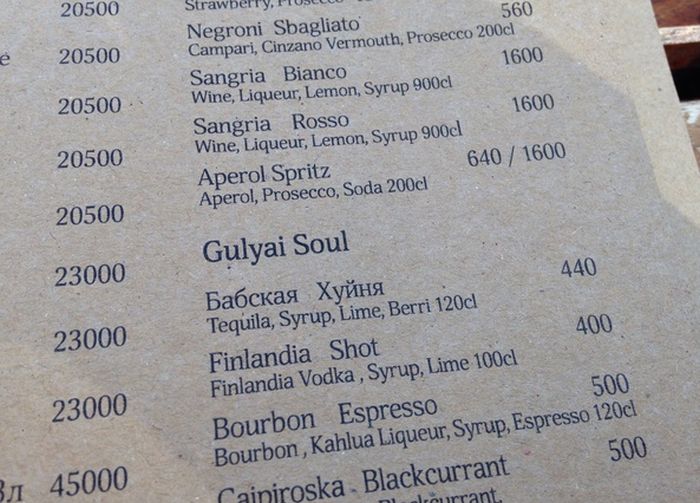 20500
20500
20500
20500
20500
23000
23000
23000
45000
Strawberry, Prosecco
Negroni Sbagliato 560
Campari, Cinzano Vermouth, Prosecco 200cl
Sangria Bianco 1600
Wine, Liqueur, Lemon, Syrup 900cl
Sangria Rosso 1600
Wine, Liqueur, Lemon, Syrup 900cl
Aperol Spritz 640 / 1600
Aperol, Prosecco, Soda 200cl
Gulyai Soul
Бабская Хуйня 440
Tequila, Syrup, Lime, Berri 120cl
Finlandia Shot 400
Finlandia Vodka , Syrup, Lime 100cl
Bourbon Espresso 500
Bourbon , Kahlua Liqueur, Syrup, Espresso 120cl
Caipiroska Blackcurrant 500